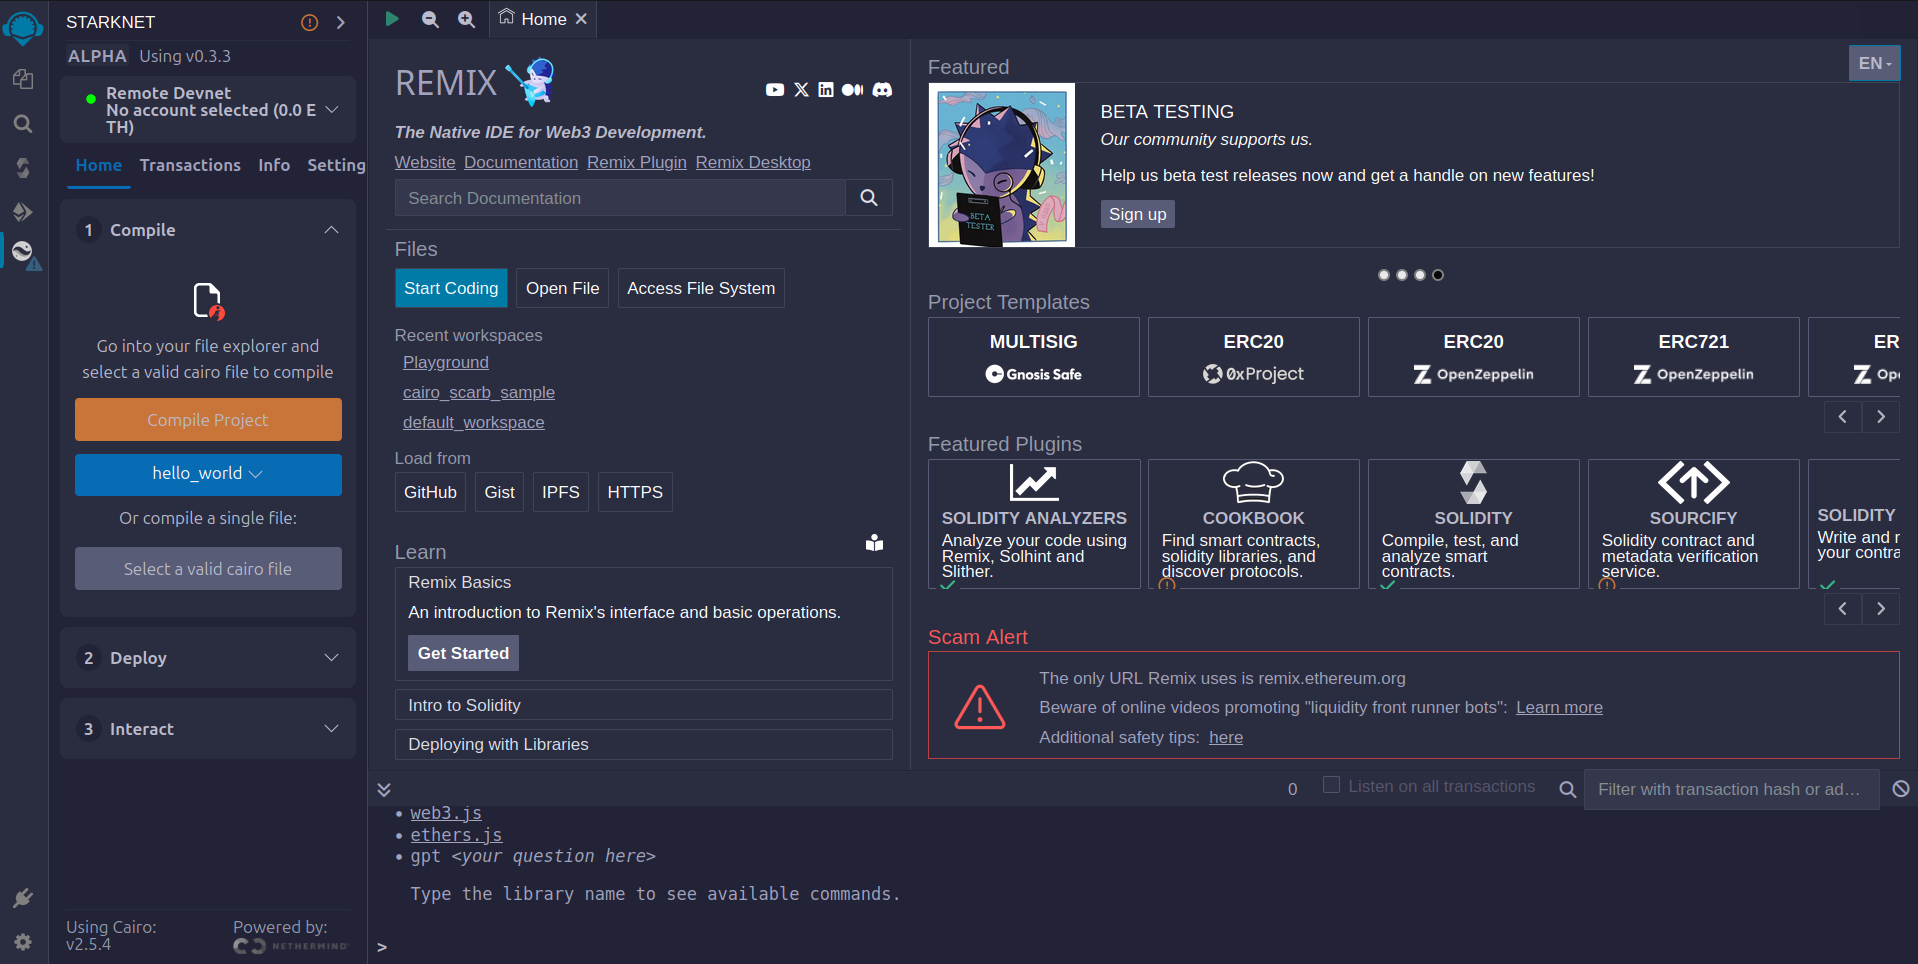 STARKNET
ALPHA Using v0.3.3
Remote Devnet
No account selected (0.0 E
TH)
Home Transactions Info Setting
1 Compile
Go into your file explorer and
select a valid cairo file to compile
Compile Project
hello_world
Or compile a single file:
Select a valid cairo file
2 Deploy
3 Interact
Using Cairo:
v2.5.4
Powered by:
NETHERMIND
Home
REMIX
The Native IDE for Web3 Development.
Website Documentation Remix Plugin Remix Desktop
Search Documentation
Files
Start Coding Open File Access File System
Recent workspaces
Playground
cairo_scarb_sample
default_workspace
Load from
GitHub Gist IPFS HTTPS
Learn
Remix Basics
An introduction to Remix's interface and basic operations.
Get Started
Intro to Solidity
Deploying with Libraries
Featured
EN
BETA
TESTER
BETA TESTING
Our community supports us.
Help us beta test releases now and get a handle on new features!
Sign up
Project Templates
MULTISIG
Gnosis Safe
ERC20
0xProject
ERC20
OpenZeppelin
ERC721
OpenZeppelin
ER
Ope
Featured Plugins
SOLIDITY ANALYZERS
Analyze your code using
Remix, Solhint and
Slither.
COOKBOOK
Find smart contracts,
solidity libraries, and
discover protocols.
SOLIDITY
Compile, test, and
analyze smart
contracts.
SOURCIFY
Solidity contract and
metadata verification
service.
SOLIDITY
Write and r
your contra
Scam Alert
The only URL Remix uses is remix.ethereum.org
Beware of online videos promoting "liquidity front runner bots": Learn more
Additional safety tips: here
0 Listen on all transactions Filter with transaction hash or ad…
• web3.js
• ethers.js
• gpt <your question here>
Type the library name to see available commands.
>